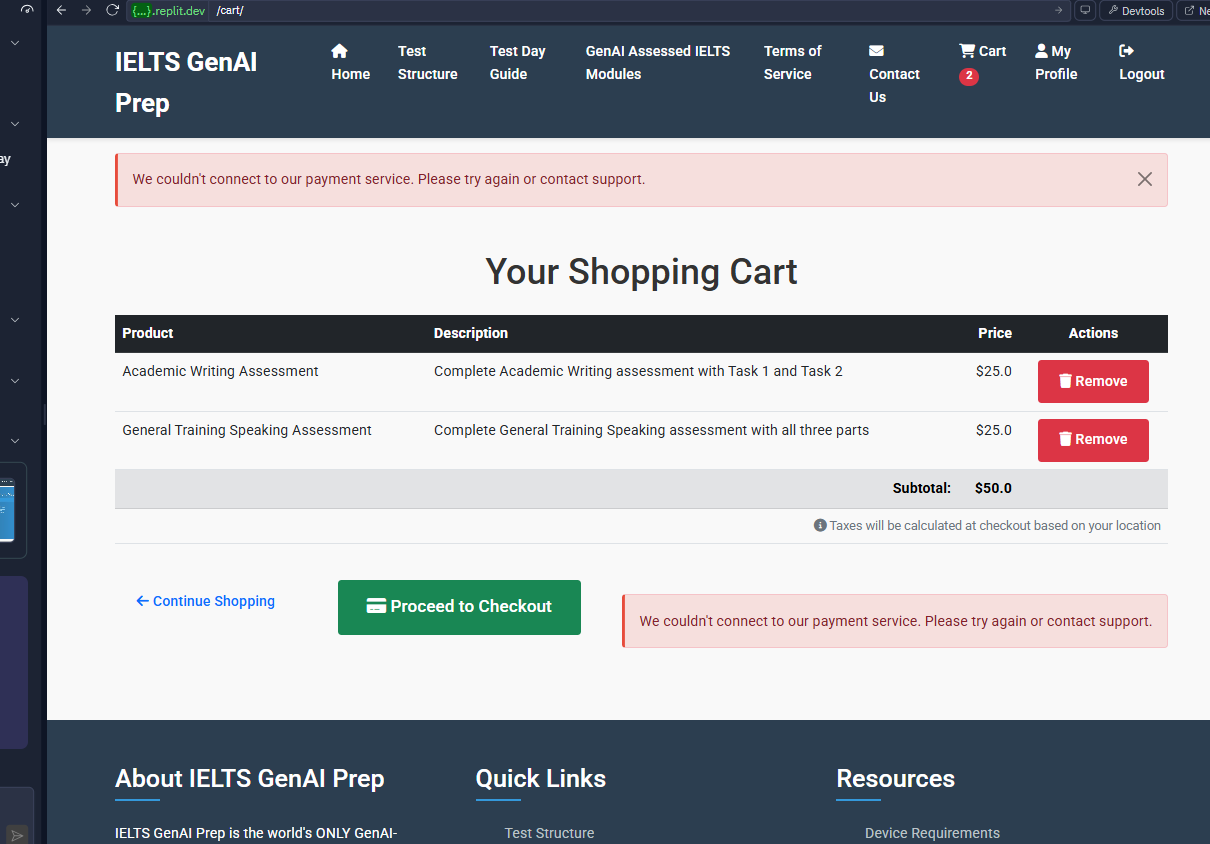 {...}.replit.dev /cart/
Devtools
IELTS GenAI Prep
Home
Test Structure
Test Day Guide
GenAI Assessed IELTS Modules
Terms of Service
Contact Us
Cart 2
My Profile
Logout
We couldn't connect to our payment service. Please try again or contact support.
Your Shopping Cart
Product Description Price Actions
Academic Writing Assessment Complete Academic Writing assessment with Task 1 and Task 2 $25.0 Remove
General Training Speaking Assessment Complete General Training Speaking assessment with all three parts $25.0 Remove
Subtotal: $50.0
Taxes will be calculated at checkout based on your location
Continue Shopping
Proceed to Checkout
We couldn't connect to our payment service. Please try again or contact support.
About IELTS GenAI Prep
IELTS GenAI Prep is the world's ONLY GenAI-
Quick Links
Test Structure
Resources
Device Requirements